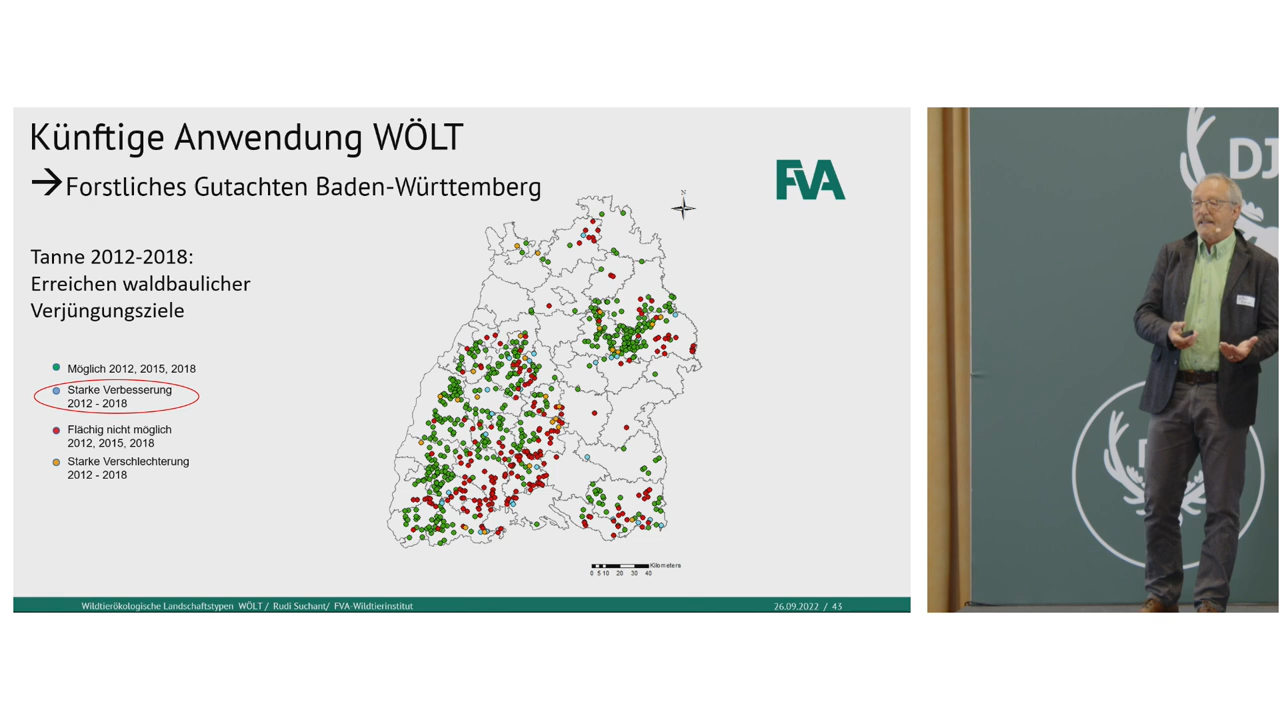 Künftige Anwendung WÖLT
→Forstliches Gutachten Baden-Württemberg
FVA
Tanne 2012-2018:
Erreichen waldbaulicher
Verjüngungsziele
Möglich 2012, 2015, 2018
Starke Verbesserung
2012 - 2018
Flächig nicht möglich
2012, 2015, 2018
Starke Verschlechterung
2012 - 2018
N
Kilometers
0 5 10 20 30 40
Wildtierökologische Landschaftstypen WÖLT / Rudi Suchant/ FVA-Wildtierinstitut
26.09.2022 / 43
DJ